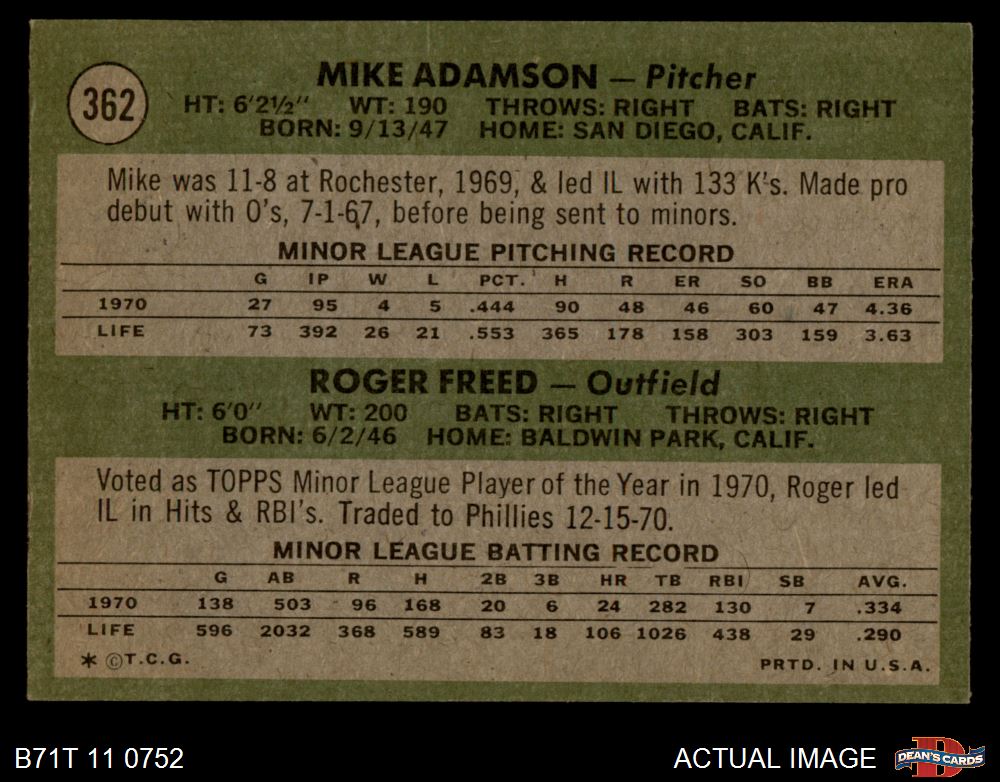 362
MIKE ADAMSON — Pitcher
HT: 6'2½" WT: 190 THROWS: RIGHT BATS: RIGHT
BORN: 9/13/47 HOME: SAN DIEGO, CALIF.
Mike was 11-8 at Rochester, 1969, & led IL with 133 K's. Made pro
debut with O's, 7-1-67, before being sent to minors.
MINOR LEAGUE PITCHING RECORD
G IP W L PCT. H R ER SO BB ERA
1970 27 95 4 5 .444 90 48 46 60 47 4.36
LIFE 73 392 26 21 .553 365 178 158 303 159 3.63
ROGER FREED — Outfield
HT: 6'0" WT: 200 BATS: RIGHT THROWS: RIGHT
BORN: 6/2/46 HOME: BALDWIN PARK, CALIF.
Voted as TOPPS Minor League Player of the Year in 1970, Roger led
IL in Hits & RBI's. Traded to Phillies 12-15-70.
MINOR LEAGUE BATTING RECORD
G AB R H 2B 3B HR TB RBI SB AVG.
1970 138 503 96 168 20 6 24 282 130 7 .334
LIFE 596 2032 368 589 83 18 106 1026 438 29 .290
* ©T.C.G. PRTD. IN U.S.A.
B71T 11 0752 ACTUAL IMAGE D DEAN'S CARDS